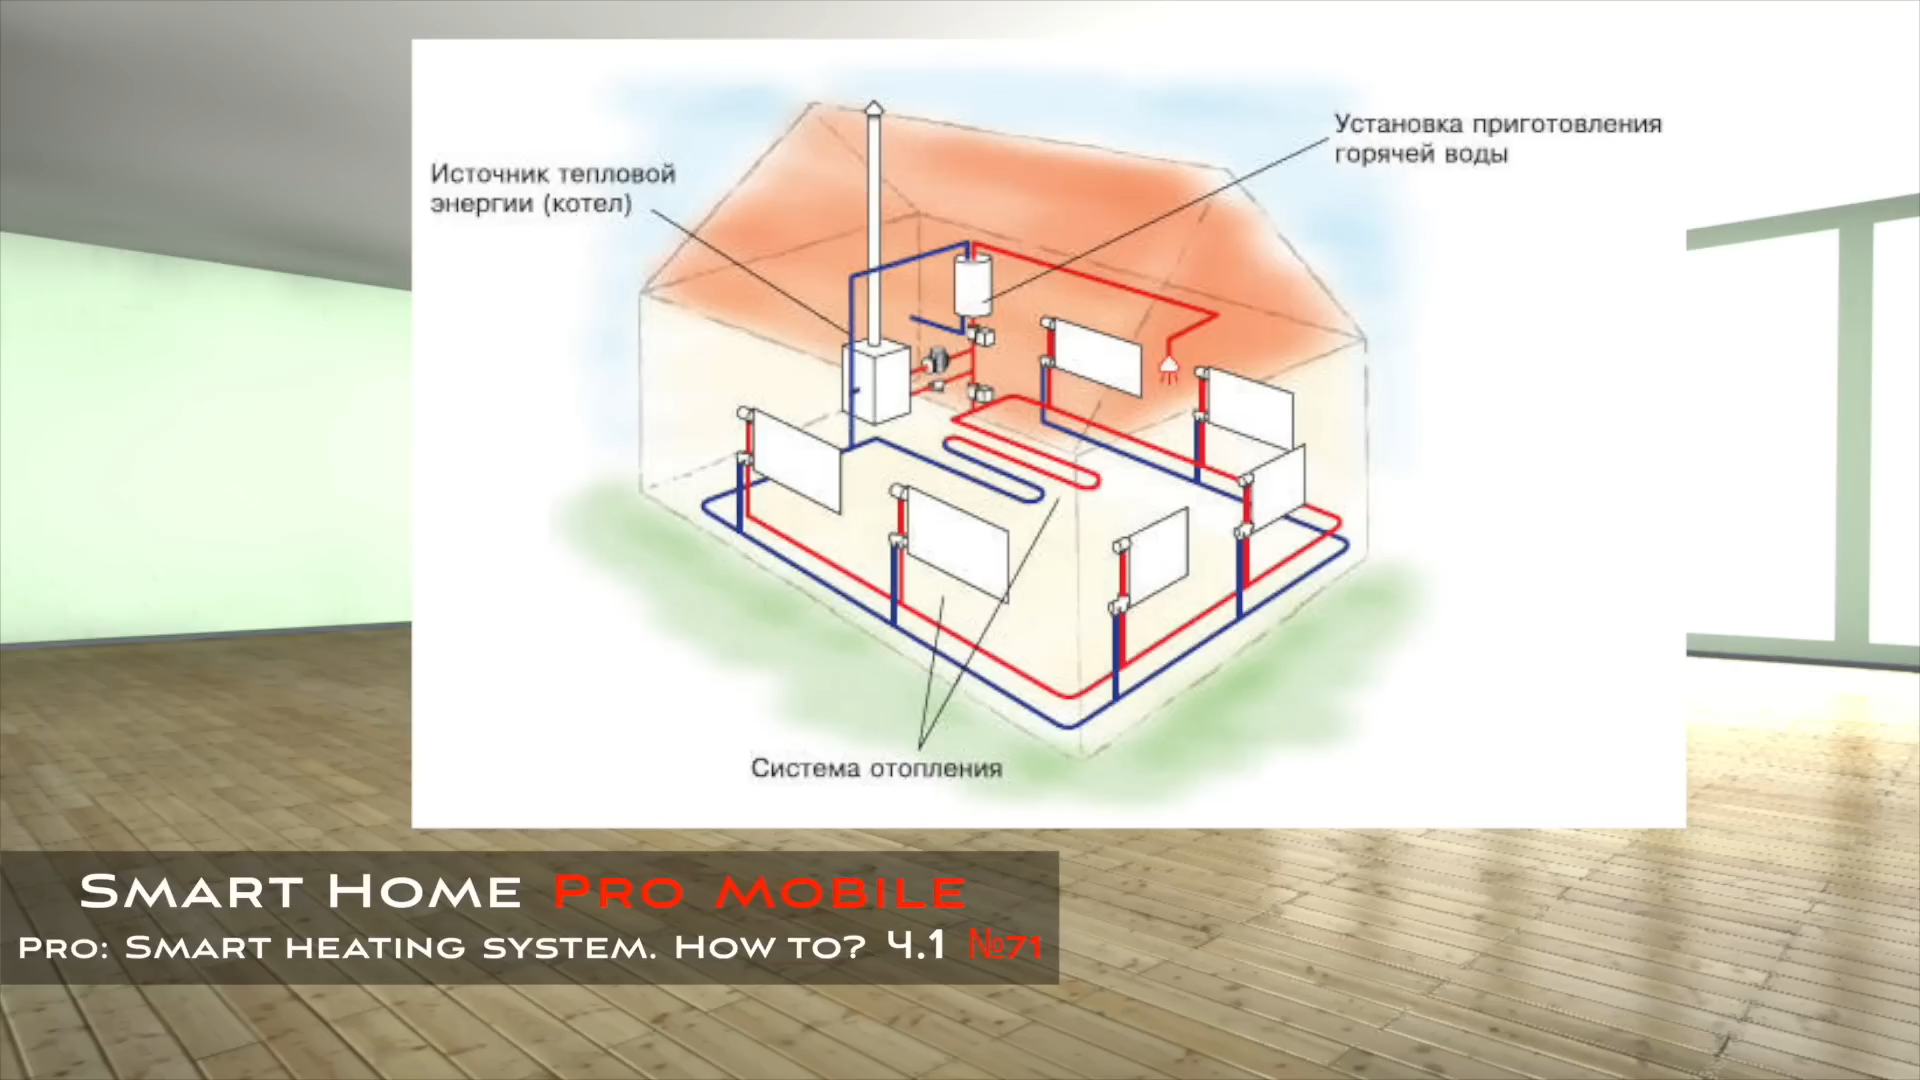 Установка приготовления
горячей воды
Источник тепловой
энергии (котел)
Система отопления
Smart Home Pro Mobile
Pro: Smart heating system. How to? Ч.1 №71